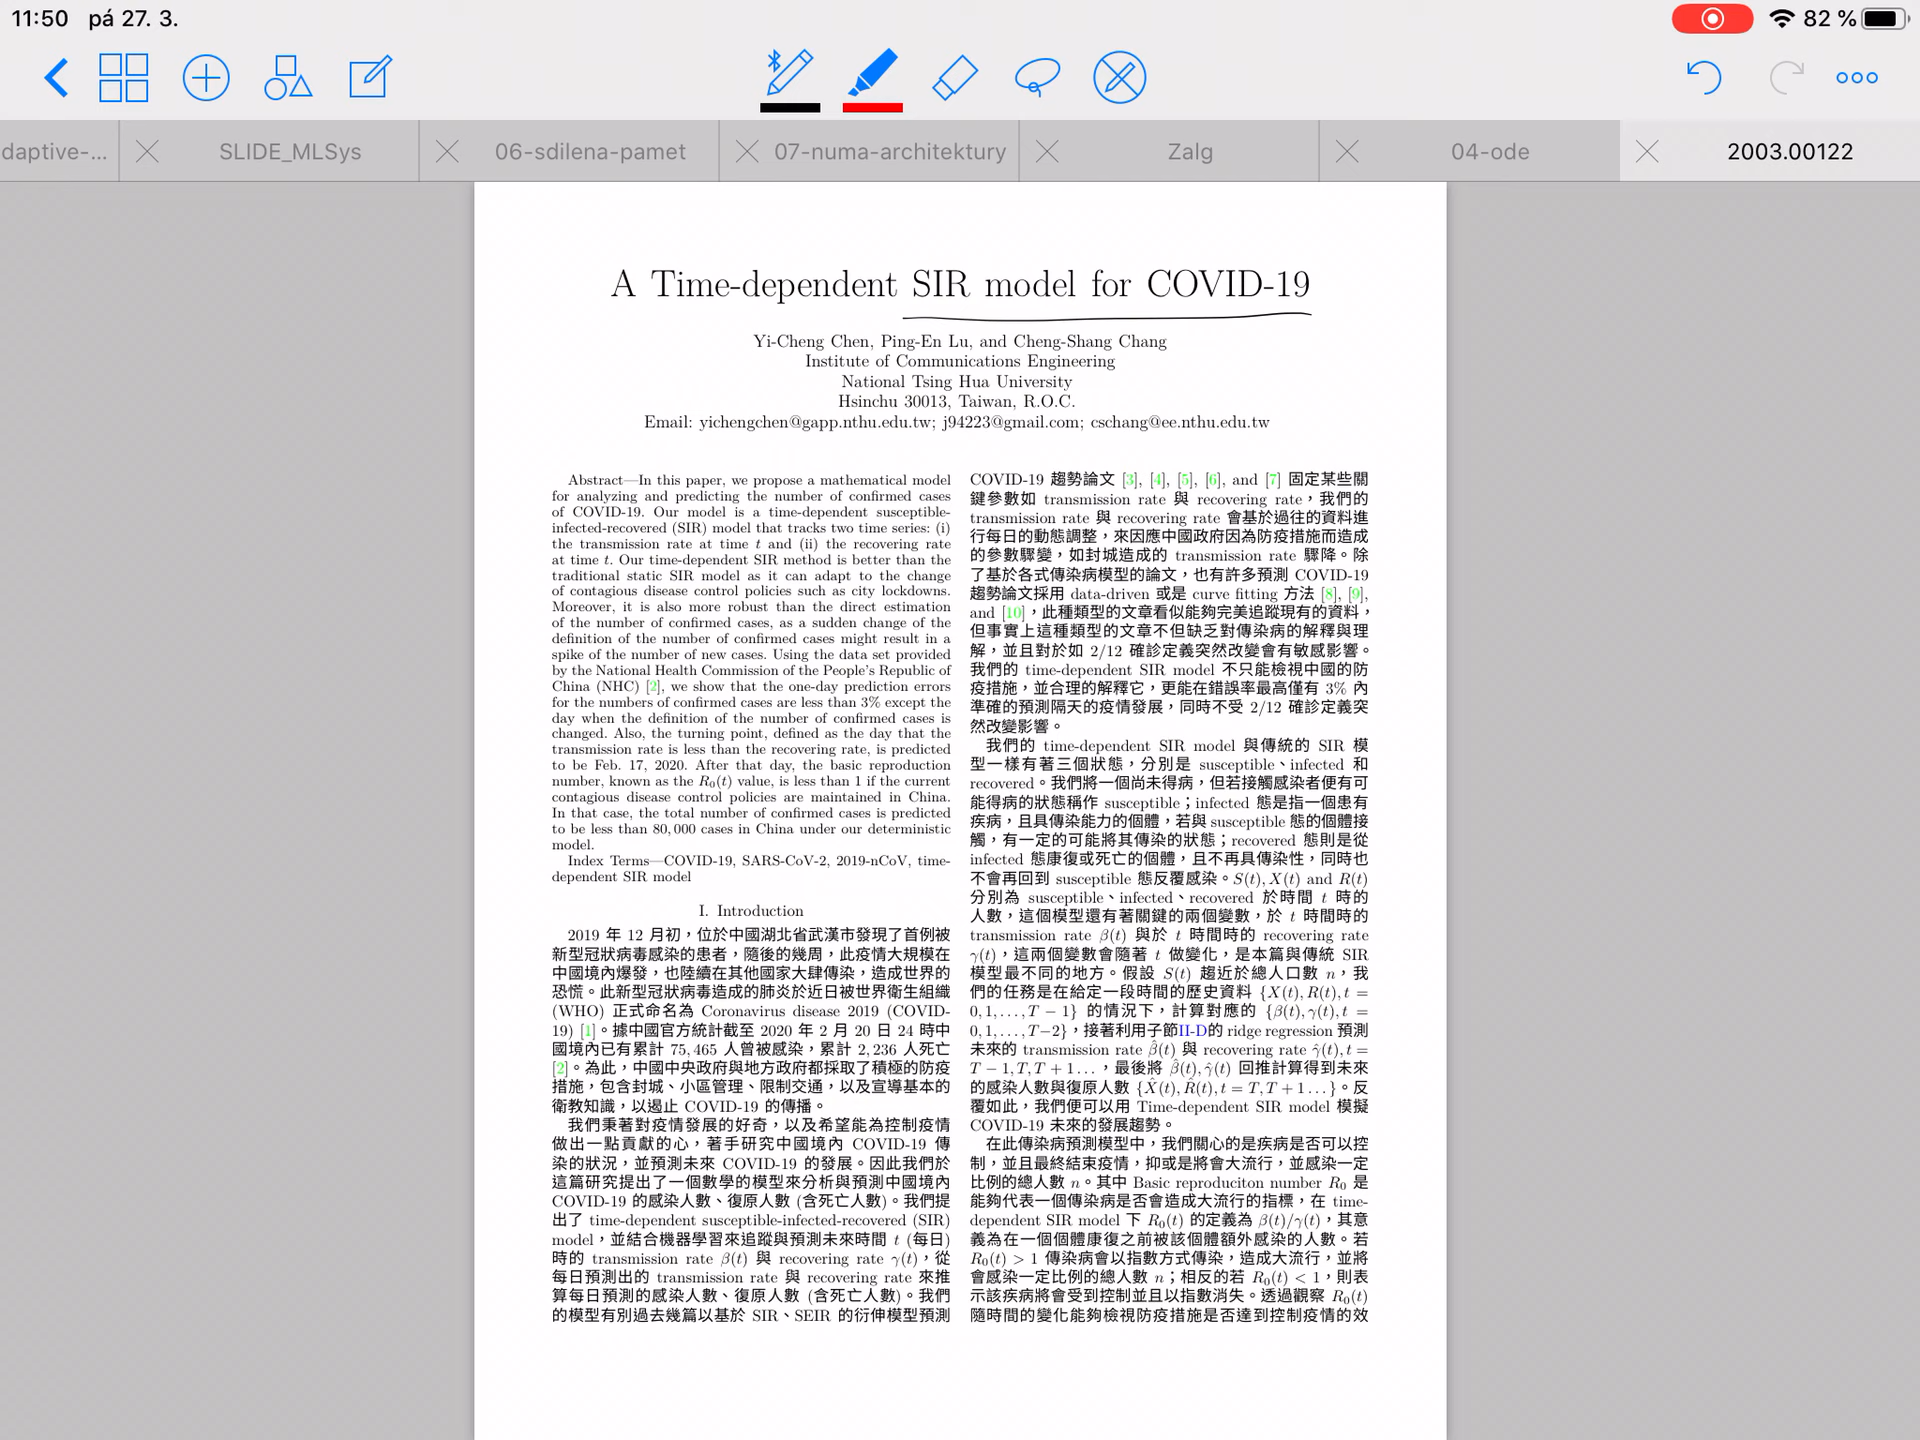 11:50 pá 27. 3.
82 %
daptive-...
SLIDE_MLSys
06-sdilena-pamet
07-numa-architektury
Zalg
04-ode
2003.00122
A Time-dependent SIR model for COVID-19
Yi-Cheng Chen, Ping-En Lu, and Cheng-Shang Chang
Institute of Communications Engineering
National Tsing Hua University
Hsinchu 30013, Taiwan, R.O.C.
Email: yichengchen@gapp.nthu.edu.tw; j94223@gmail.com; cschang@ee.nthu.edu.tw
Abstract—In this paper, we propose a mathematical model
for analyzing and predicting the number of confirmed cases
of COVID-19. Our model is a time-dependent susceptible-
infected-recovered (SIR) model that tracks two time series: (i)
the transmission rate at time t and (ii) the recovering rate
at time t. Our time-dependent SIR method is better than the
traditional static SIR model as it can adapt to the change
of contagious disease control policies such as city lockdowns.
Moreover, it is also more robust than the direct estimation
of the number of confirmed cases, as a sudden change of the
definition of the number of confirmed cases might result in a
spike of the number of new cases. Using the data set provided
by the National Health Commission of the People's Republic of
China (NHC) [2], we show that the one-day prediction errors
for the numbers of confirmed cases are less than 3% except the
day when the definition of the number of confirmed cases is
changed. Also, the turning point, defined as the day that the
transmission rate is less than the recovering rate, is predicted
to be Feb. 17, 2020. After that day, the basic reproduction
number, known as the R₀(t) value, is less than 1 if the current
contagious disease control policies are maintained in China.
In that case, the total number of confirmed cases is predicted
to be less than 80,000 cases in China under our deterministic
model.
Index Terms—COVID-19, SARS-CoV-2, 2019-nCoV, time-
dependent SIR model
I. Introduction
2019 年 12 月初，位於中國湖北省武漢市發現了首例被
新型冠狀病毒感染的患者，隨後的幾周，此疫情大規模在
中國境內爆發，也陸續在其他國家大肆傳染，造成世界的
恐慌。此新型冠狀病毒造成的肺炎於近日被世界衛生組織
(WHO) 正式命名為 Coronavirus disease 2019 (COVID-
19) [1]。據中國官方統計截至 2020 年 2 月 20 日 24 時中
國境內已有累計 75,465 人曾被感染，累計 2,236 人死亡
[2]。為此，中國中央政府與地方政府都採取了積極的防疫
措施，包含封城、小區管理、限制交通，以及宣導基本的
衛教知識，以遏止 COVID-19 的傳播。
我們秉著對疫情發展的好奇，以及希望能為控制疫情
做出一點貢獻的心，著手研究中國境內 COVID-19 傳
染的狀況，並預測未來 COVID-19 的發展。因此我們於
這篇研究提出了一個數學的模型來分析與預測中國境內
COVID-19 的感染人數、復原人數 (含死亡人數)。我們提
出了 time-dependent susceptible-infected-recovered (SIR)
model，並結合機器學習來追蹤與預測未來時間 t (每日)
時的 transmission rate β(t) 與 recovering rate γ(t)，從
每日預測出的 transmission rate 與 recovering rate 來推
算每日預測的感染人數、復原人數 (含死亡人數)。我們
的模型有別過去幾篇以基於 SIR、SEIR 的衍伸模型預測
COVID-19 趨勢論文 [3], [4], [5], [6], and [7] 固定某些關
鍵參數如 transmission rate 與 recovering rate，我們的
transmission rate 與 recovering rate 會基於過往的資料進
行每日的動態調整，來因應中國政府因為防疫措施而造成
的參數驟變，如封城造成的 transmission rate 驟降。除
了基於各式傳染病模型的論文，也有許多預測 COVID-19
趨勢論文採用 data-driven 或是 curve fitting 方法 [8], [9],
and [10]，此種類型的文章看似能夠完美追蹤現有的資料，
但事實上這種類型的文章不但缺乏對傳染病的解釋與理
解，並且對於如 2/12 確診定義突然改變會有敏感影響。
我們的 time-dependent SIR model 不只能檢視中國的防
疫措施，並合理的解釋它，更能在錯誤率最高僅有 3% 內
準確的預測隔天的疫情發展，同時不受 2/12 確診定義突
然改變影響。
我們的 time-dependent SIR model 與傳統的 SIR 模
型一樣有著三個狀態，分別是 susceptible、infected 和
recovered。我們將一個尚未得病，但若接觸感染者便有可
能得病的狀態稱作 susceptible；infected 態是指一個患有
疾病，且具傳染能力的個體，若與 susceptible 態的個體接
觸，有一定的可能將其傳染的狀態；recovered 態則是從
infected 態康復或死亡的個體，且不再具傳染性，同時也
不會再回到 susceptible 態反覆感染。S(t), X(t) and R(t)
分別為 susceptible、infected、recovered 於時間 t 時的
人數，這個模型還有著關鍵的兩個變數，於 t 時間時的
transmission rate β(t) 與於 t 時間時的 recovering rate
γ(t)，這兩個變數會隨著 t 做變化，是本篇與傳統 SIR
模型最不同的地方。假設 S(t) 趨近於總人口數 n，我
們的任務是在給定一段時間的歷史資料 {X(t), R(t), t =
0, 1, . . . , T − 1} 的情況下，計算對應的 {β(t), γ(t), t =
0, 1, . . . , T−2}，接著利用子節II-D的 ridge regression 預測
未來的 transmission rate β̂(t) 與 recovering rate γ̂(t), t =
T − 1, T, T + 1 . . . ，最後將 β̂(t), γ̂(t) 回推計算得到未來
的感染人數與復原人數 {X̂(t), R̂(t), t = T, T + 1 . . .}。反
覆如此，我們便可以用 Time-dependent SIR model 模擬
COVID-19 未來的發展趨勢。
在此傳染病預測模型中，我們關心的是疾病是否可以控
制，並且最終結束疫情，抑或是將會大流行，並感染一定
比例的總人數 n。其中 Basic reproduciton number R₀ 是
能夠代表一個傳染病是否會造成大流行的指標，在 time-
dependent SIR model 下 R₀(t) 的定義為 β(t)/γ(t)，其意
義為在一個個體康復之前被該個體額外感染的人數。若
R₀(t) > 1 傳染病會以指數方式傳染，造成大流行，並將
會感染一定比例的總人數 n；相反的若 R₀(t) < 1，則表
示該疾病將會受到控制並且以指數消失。透過觀察 R₀(t)
隨時間的變化能夠檢視防疫措施是否達到控制疫情的效